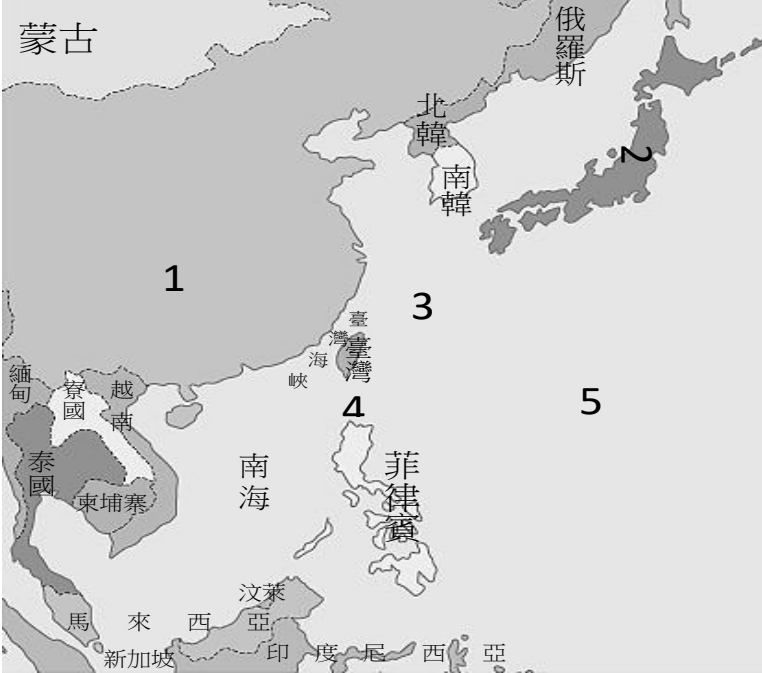 蒙古
俄羅斯
北韓
2
南韓
1
3
臺灣海峽
臺灣
緬甸
寮國
越南
4
5
泰國
南海
菲律賓
柬埔寨
汶萊
馬來西亞
新加坡
印度尼西亞